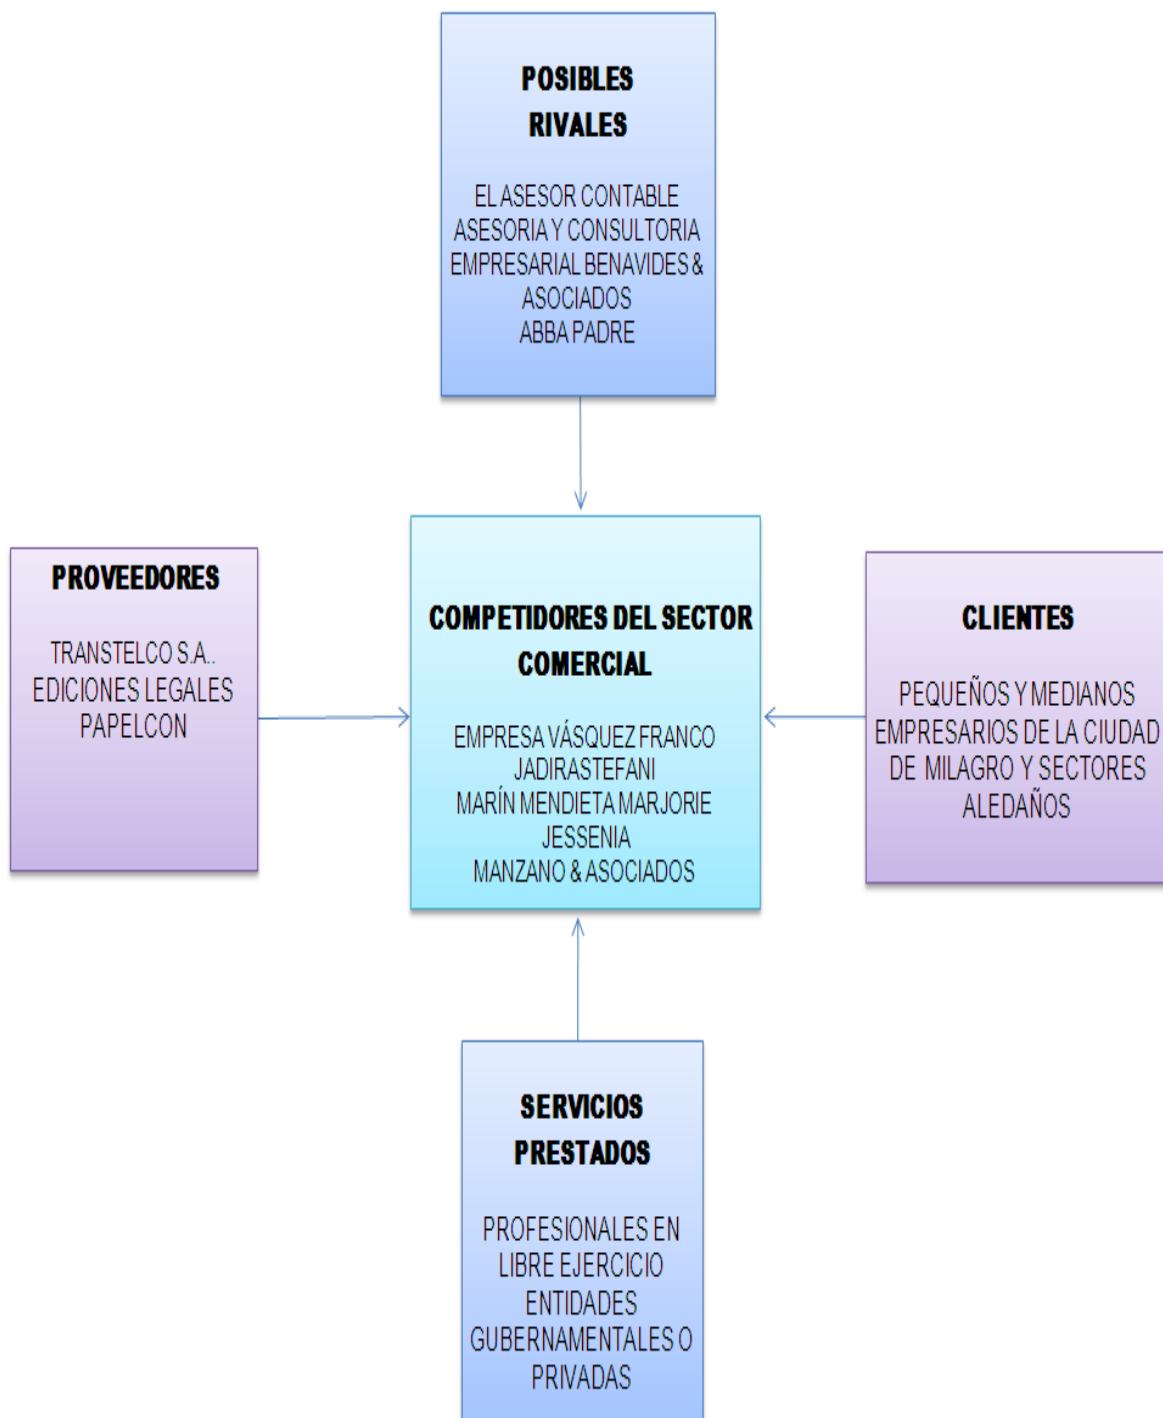 POSIBLES
RIVALES
EL ASESOR CONTABLE
ASESORIA Y CONSULTORIA
EMPRESARIAL BENAVIDES &
ASOCIADOS
ABBA PADRE
PROVEEDORES
TRANSTELCO S.A..
EDICIONES LEGALES
PAPELCON
COMPETIDORES DEL SECTOR
COMERCIAL
EMPRESA VÁSQUEZ FRANCO
JADIRASTEFANI
MARÍN MENDIETA MARJORIE
JESSENIA
MANZANO & ASOCIADOS
CLIENTES
PEQUEÑOS Y MEDIANOS
EMPRESARIOS DE LA CIUDAD
DE MILAGRO Y SECTORES
ALEDAÑOS
SERVICIOS
PRESTADOS
PROFESIONALES EN
LIBRE EJERCICIO
ENTIDADES
GUBERNAMENTALES O
PRIVADAS